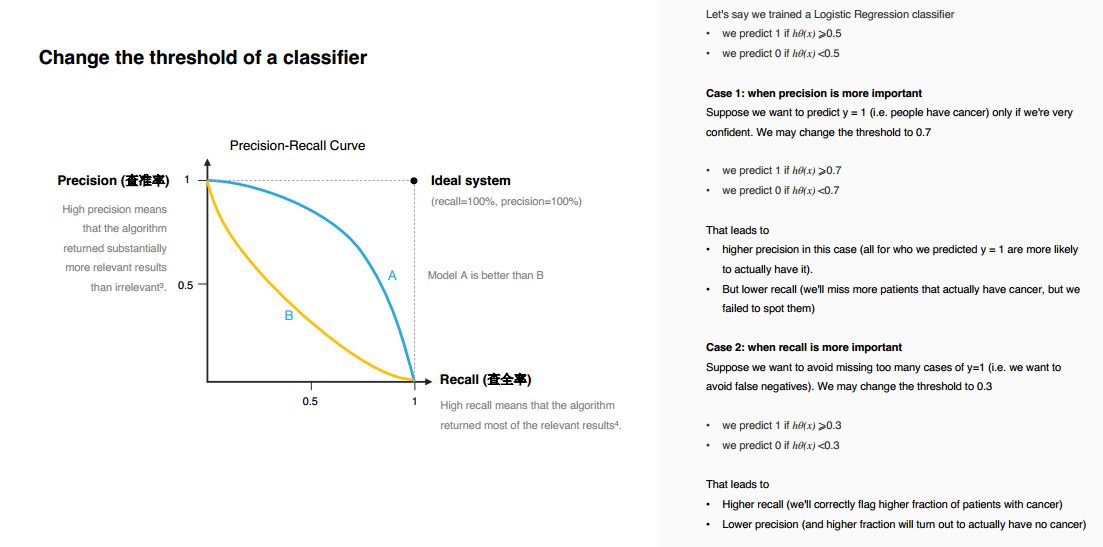 Change the threshold of a classifier
Precision-Recall Curve
Precision (查准率)
1
High precision means
that the algorithm
returned substantially
more relevant results
than irrelevant³.
0.5
Ideal system
(recall=100%, precision=100%)
A
Model A is better than B
B
Recall (查全率)
0.5
1
High recall means that the algorithm
returned most of the relevant results⁴.
Let's say we trained a Logistic Regression classifier
• we predict 1 if hθ(x) ⩾0.5
• we predict 0 if hθ(x) <0.5
Case 1: when precision is more important
Suppose we want to predict y = 1 (i.e. people have cancer) only if we're very
confident. We may change the threshold to 0.7
• we predict 1 if hθ(x) ⩾0.7
• we predict 0 if hθ(x) <0.7
That leads to
• higher precision in this case (all for who we predicted y = 1 are more likely
to actually have it).
• But lower recall (we'll miss more patients that actually have cancer, but we
failed to spot them)
Case 2: when recall is more important
Suppose we want to avoid missing too many cases of y=1 (i.e. we want to
avoid false negatives). We may change the threshold to 0.3
• we predict 1 if hθ(x) ⩾0.3
• we predict 0 if hθ(x) <0.3
That leads to
• Higher recall (we'll correctly flag higher fraction of patients with cancer)
• Lower precision (and higher fraction will turn out to actually have no cancer)